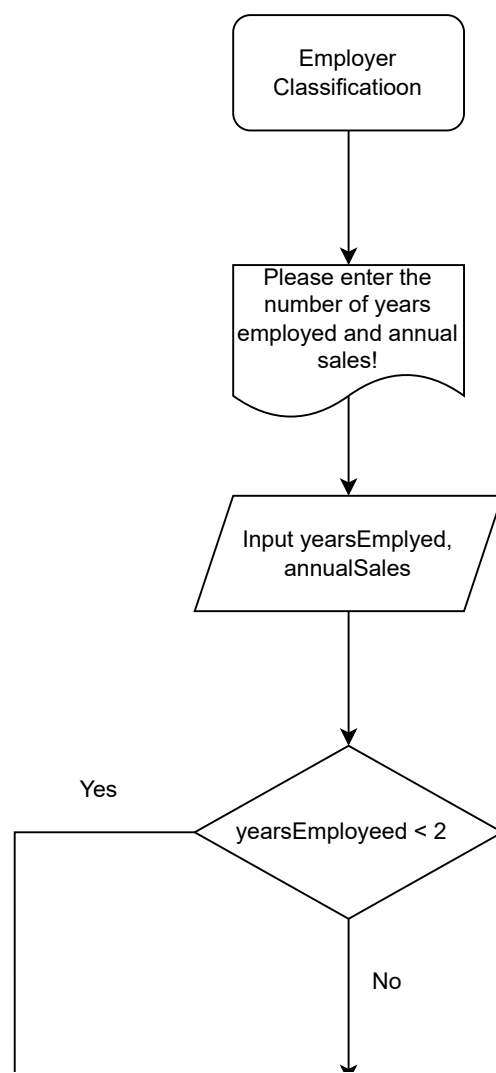 Employer
Classificatioon
Please enter the
number of years
employed and annual
sales!
Input yearsEmplyed,
annualSales
Yes
yearsEmployeed < 2
No